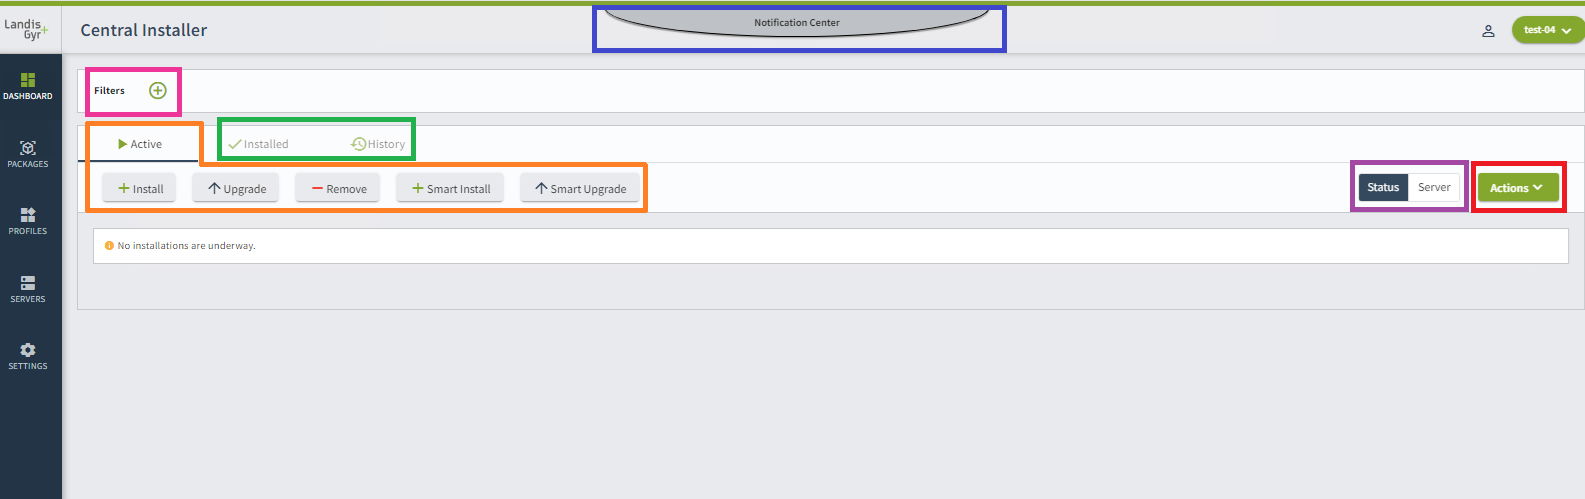 Landis
Gyr+
Central Installer
Notification Center
test-04
DASHBOARD
PACKAGES
PROFILES
SERVERS
SETTINGS
Filters
Active
Installed
History
Install
Upgrade
Remove
Smart Install
Smart Upgrade
Status
Server
Actions
No installations are underway.